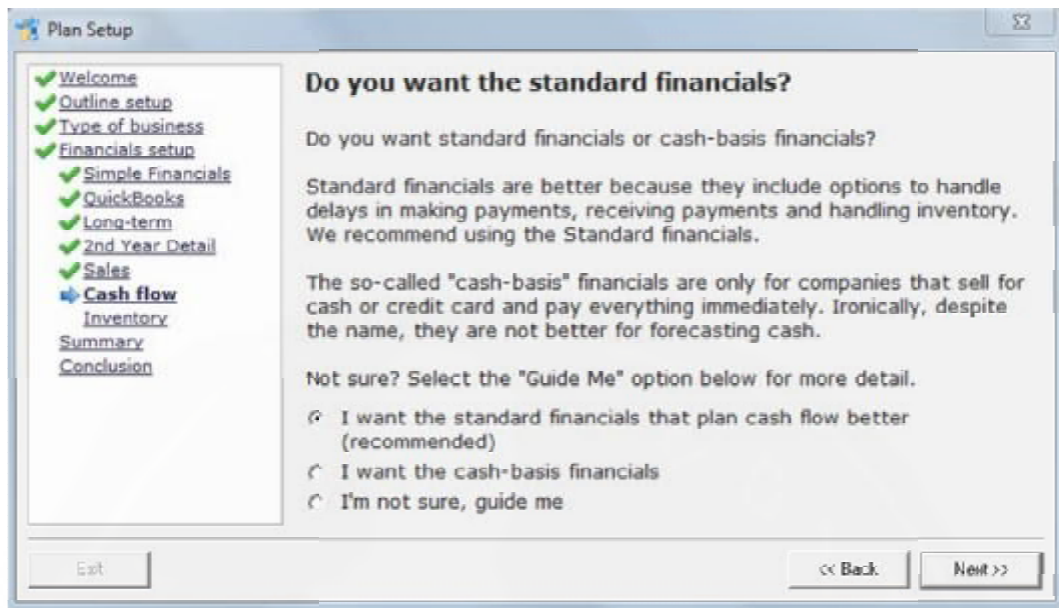 Plan Setup
Welcome
Outline setup
Type of business
Financials setup
Simple Financials
QuickBooks
Long-term
2nd Year Detail
Sales
Cash flow
Inventory
Summary
Conclusion
Do you want the standard financials?
Do you want standard financials or cash-basis financials?
Standard financials are better because they include options to handle
delays in making payments, receiving payments and handling inventory.
We recommend using the Standard financials.
The so-called "cash-basis" financials are only for companies that sell for
cash or credit card and pay everything immediately. Ironically, despite
the name, they are not better for forecasting cash.
Not sure? Select the "Guide Me" option below for more detail.
I want the standard financials that plan cash flow better
(recommended)
I want the cash-basis financials
I'm not sure, guide me
Exit
<< Back
Next >>